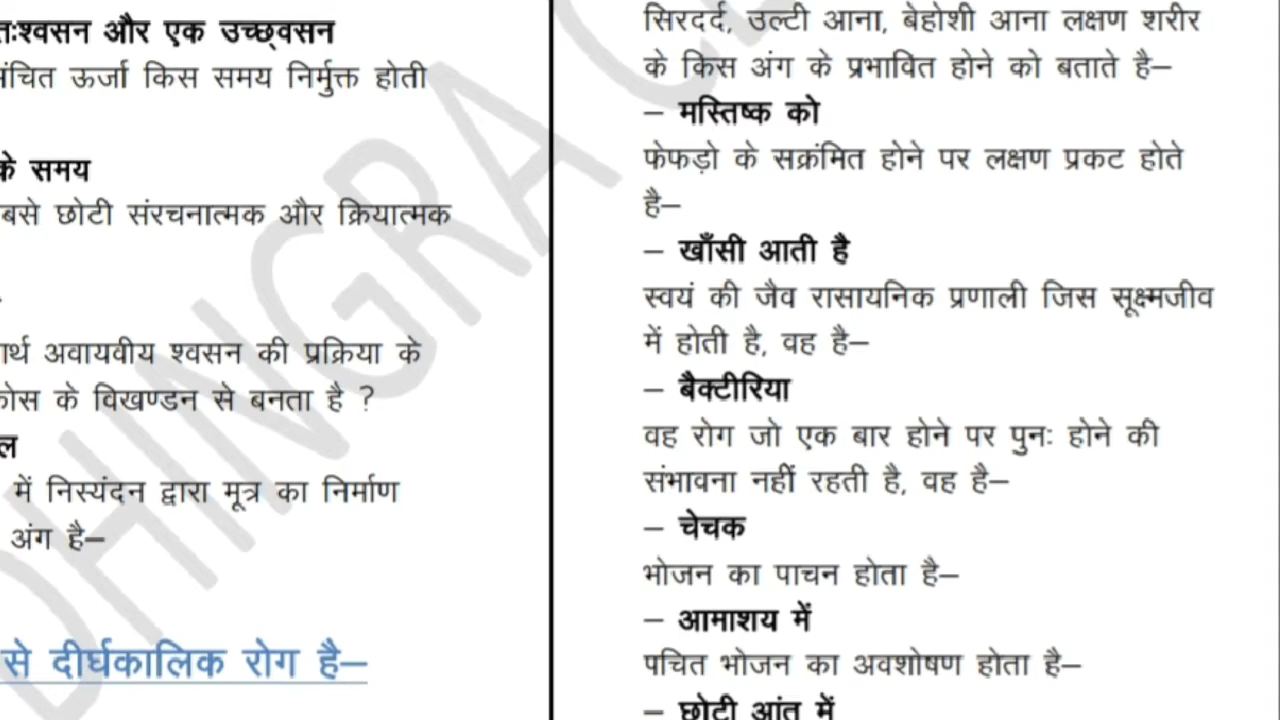 तःश्वसन और एक उच्छ्वसन
संचित ऊर्जा किस समय निर्मुक्त होती
के समय
बसे छोटी संरचनात्मक और क्रियात्मक
ार्थ अवायवीय श्वसन की प्रक्रिया के
कोस के विखण्डन से बनता है ?
ल
में निस्यंदन द्वारा मूत्र का निर्माण
अंग है–
से दीर्घकालिक रोग है–
सिरदर्द, उल्टी आना, बेहोशी आना लक्षण शरीर
के किस अंग के प्रभावित होने को बताते है–
– मस्तिष्क को
फेफड़ो के सक्रंमित होने पर लक्षण प्रकट होते
है–
– खाँसी आती है
स्वयं की जैव रासायनिक प्रणाली जिस सूक्ष्मजीव
में होती है, वह है–
– बैक्टीरिया
वह रोग जो एक बार होने पर पुनः होने की
संभावना नहीं रहती है, वह है–
– चेचक
भोजन का पाचन होता है–
– आमाशय में
पचित भोजन का अवशोषण होता है–
– छोटी आंत में
DHINGRA C